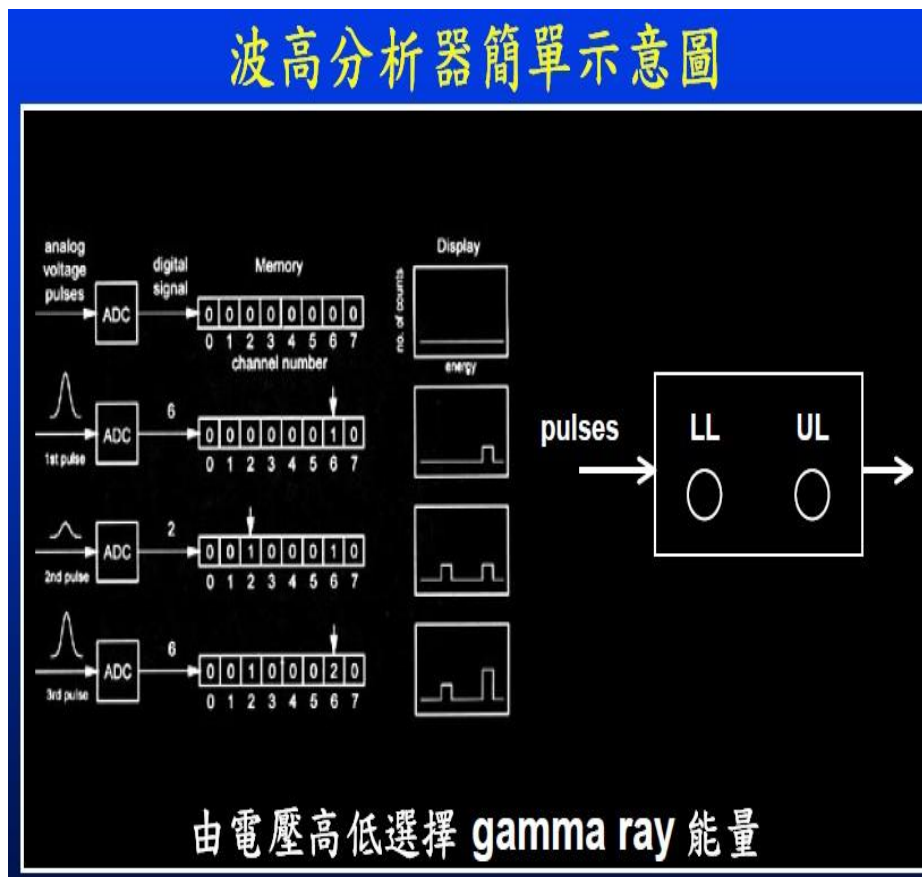 波高分析器簡單示意圖
analog voltage pulses
ADC
digital signal
Memory
0 0 0 0 0 0 0 0
0 1 2 3 4 5 6 7
channel number
Display
no. of counts
energy
1st pulse
ADC
6
0 0 0 0 0 0 1 0
0 1 2 3 4 5 6 7
2nd pulse
ADC
2
0 0 1 0 0 0 1 0
0 1 2 3 4 5 6 7
3rd pulse
ADC
6
0 0 1 0 0 0 2 0
0 1 2 3 4 5 6 7
pulses
LL
UL
由電壓高低選擇 gamma ray 能量